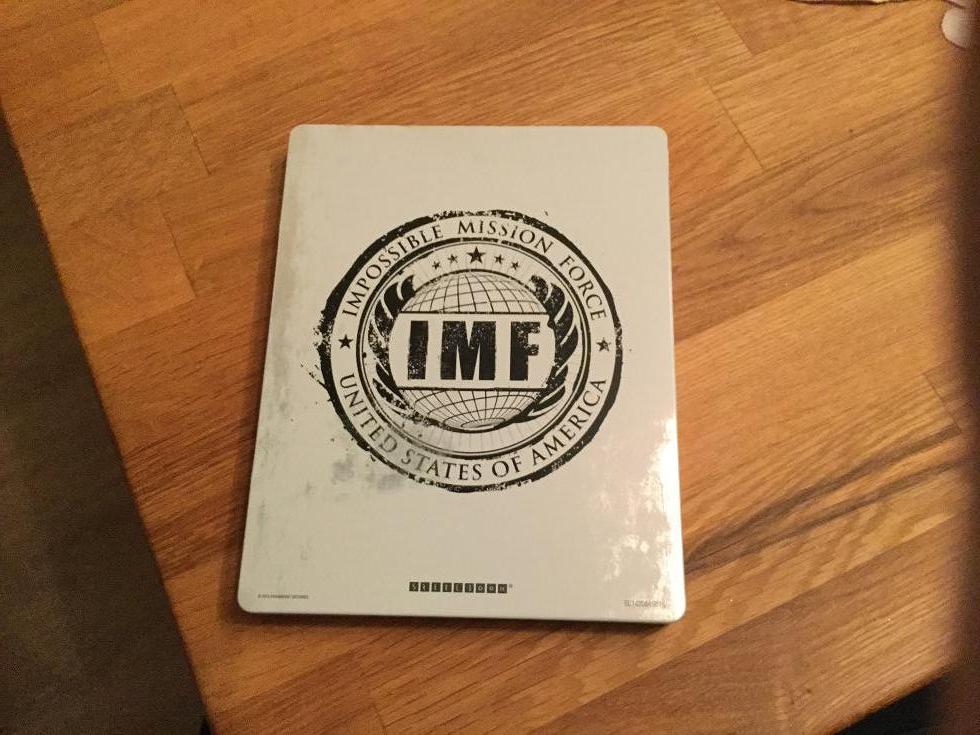 IMPOSSIBLE MISSION FORCE
IMF
UNITED STATES OF AMERICA
STEELBOOK®